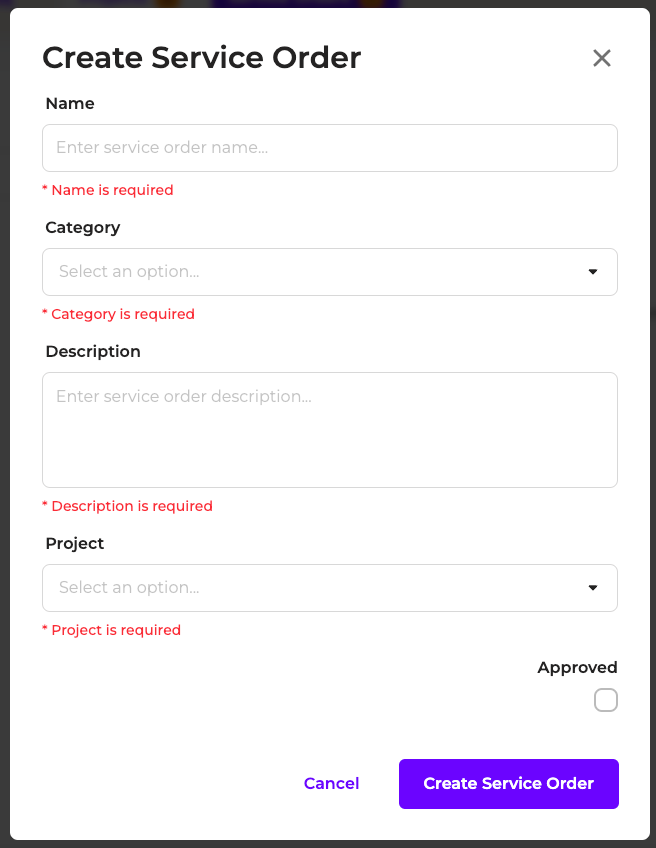 Create Service Order
Name
Enter service order name...
* Name is required
Category
Select an option...
* Category is required
Description
Enter service order description...
* Description is required
Project
Select an option...
* Project is required
Approved
Cancel
Create Service Order